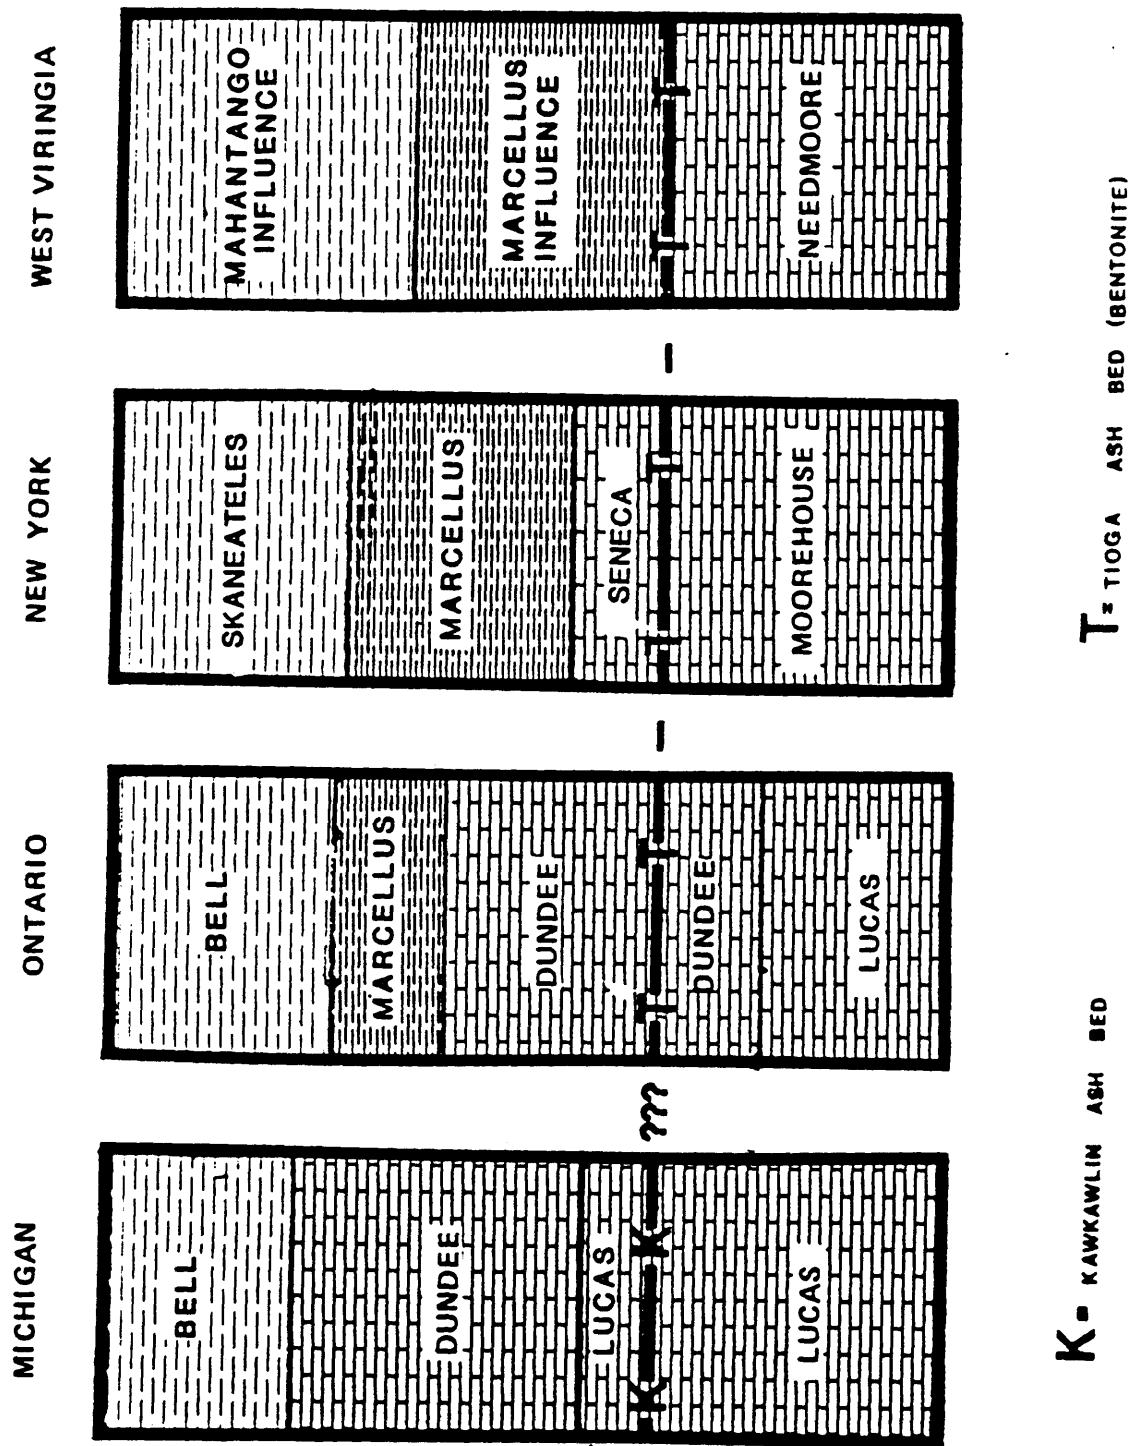 MICHIGAN
BELL
DUNDEE
LUCAS
K K
LUCAS
???
ONTARIO
BELL
MARCELLUS
DUNDEE
T T
DUNDEE
LUCAS
NEW YORK
SKANEATELES
MARCELLUS
SENECA
T T
MOOREHOUSE
WEST VIRINGIA
MAHANTANGO
INFLUENCE
MARCELLUS
INFLUENCE
T T
NEEDMOORE
K= KAWKAWLIN ASH BED
T= TIOGA ASH BED (BENTONITE)